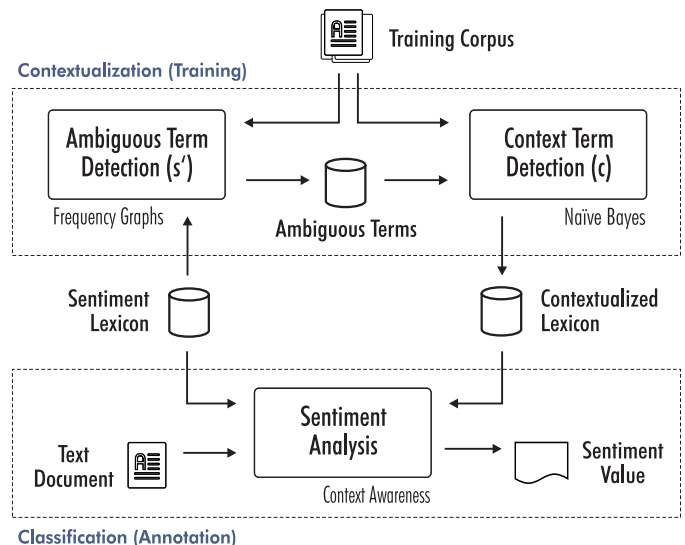 Training Corpus
Contextualization (Training)
Ambiguous Term
Detection (s')
Frequency Graphs
Ambiguous Terms
Context Term
Detection (c)
Naïve Bayes
Sentiment
Lexicon
Contextualized
Lexicon
Text
Document
Sentiment
Analysis
Context Awareness
Sentiment
Value
Classification (Annotation)